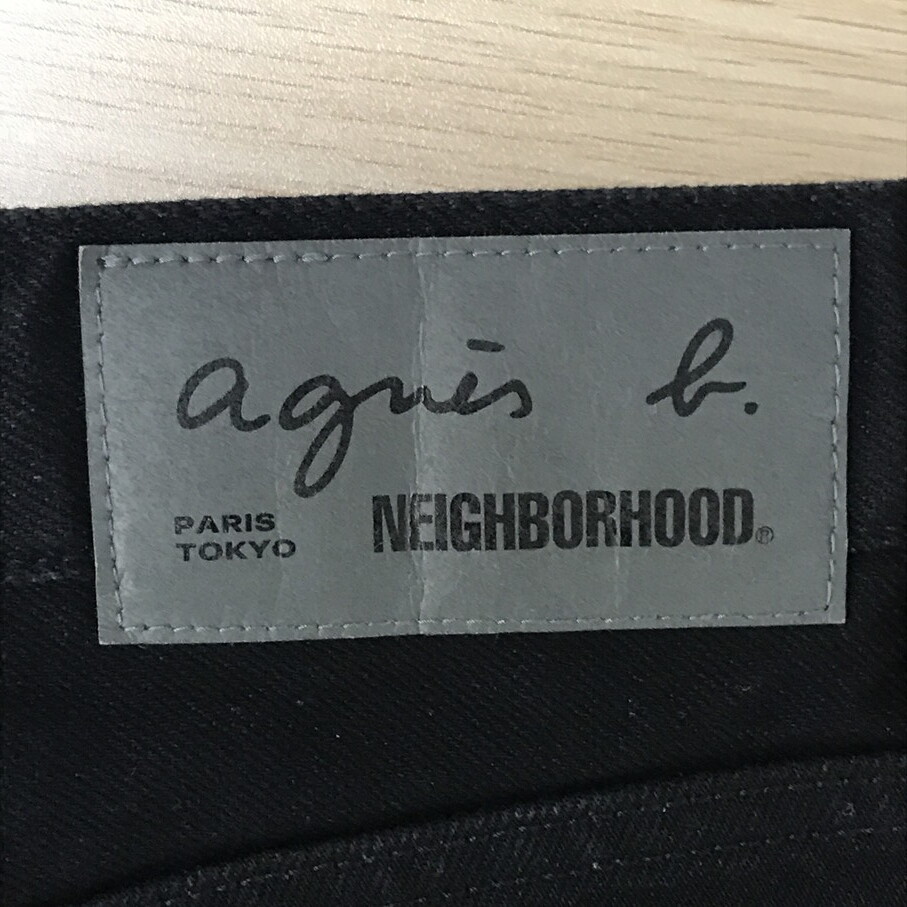 agnès b.
PARIS
TOKYO
NEIGHBORHOOD®